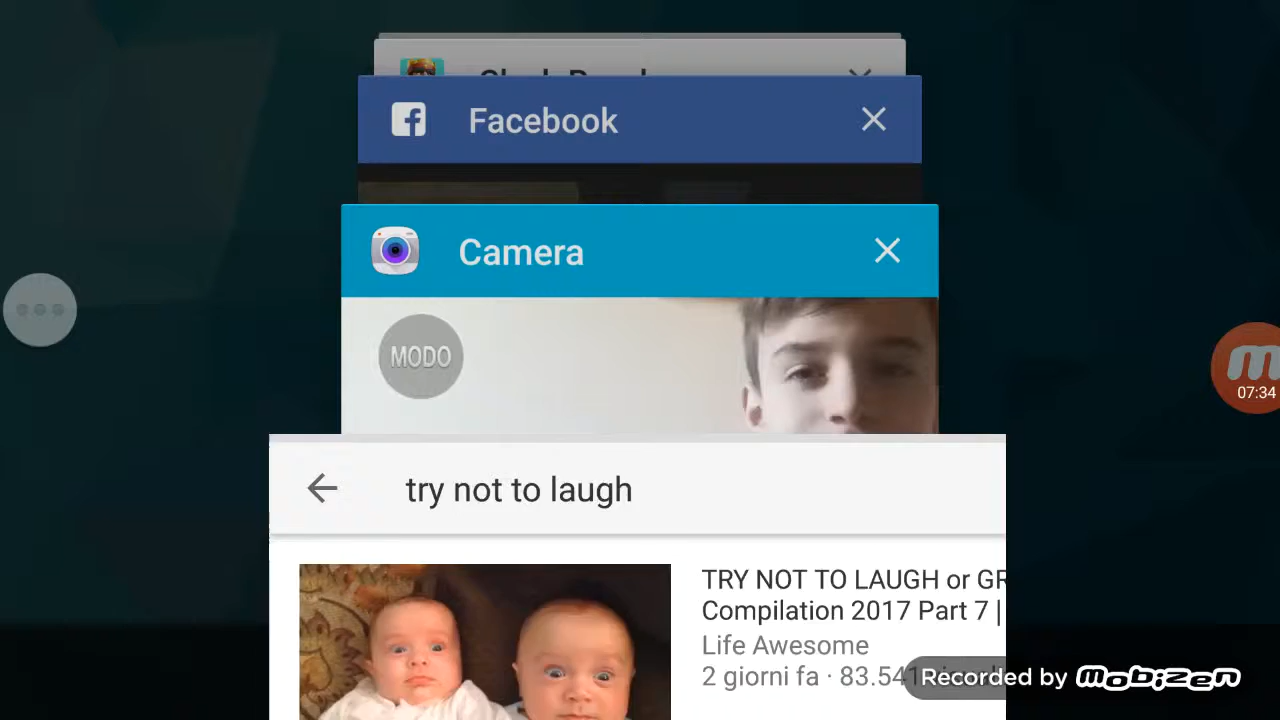 Facebook
Camera
MODO
07:34
try not to laugh
TRY NOT TO LAUGH or GR
Compilation 2017 Part 7 |
Life Awesome
2 giorni fa · 83.541
Recorded by mobizen